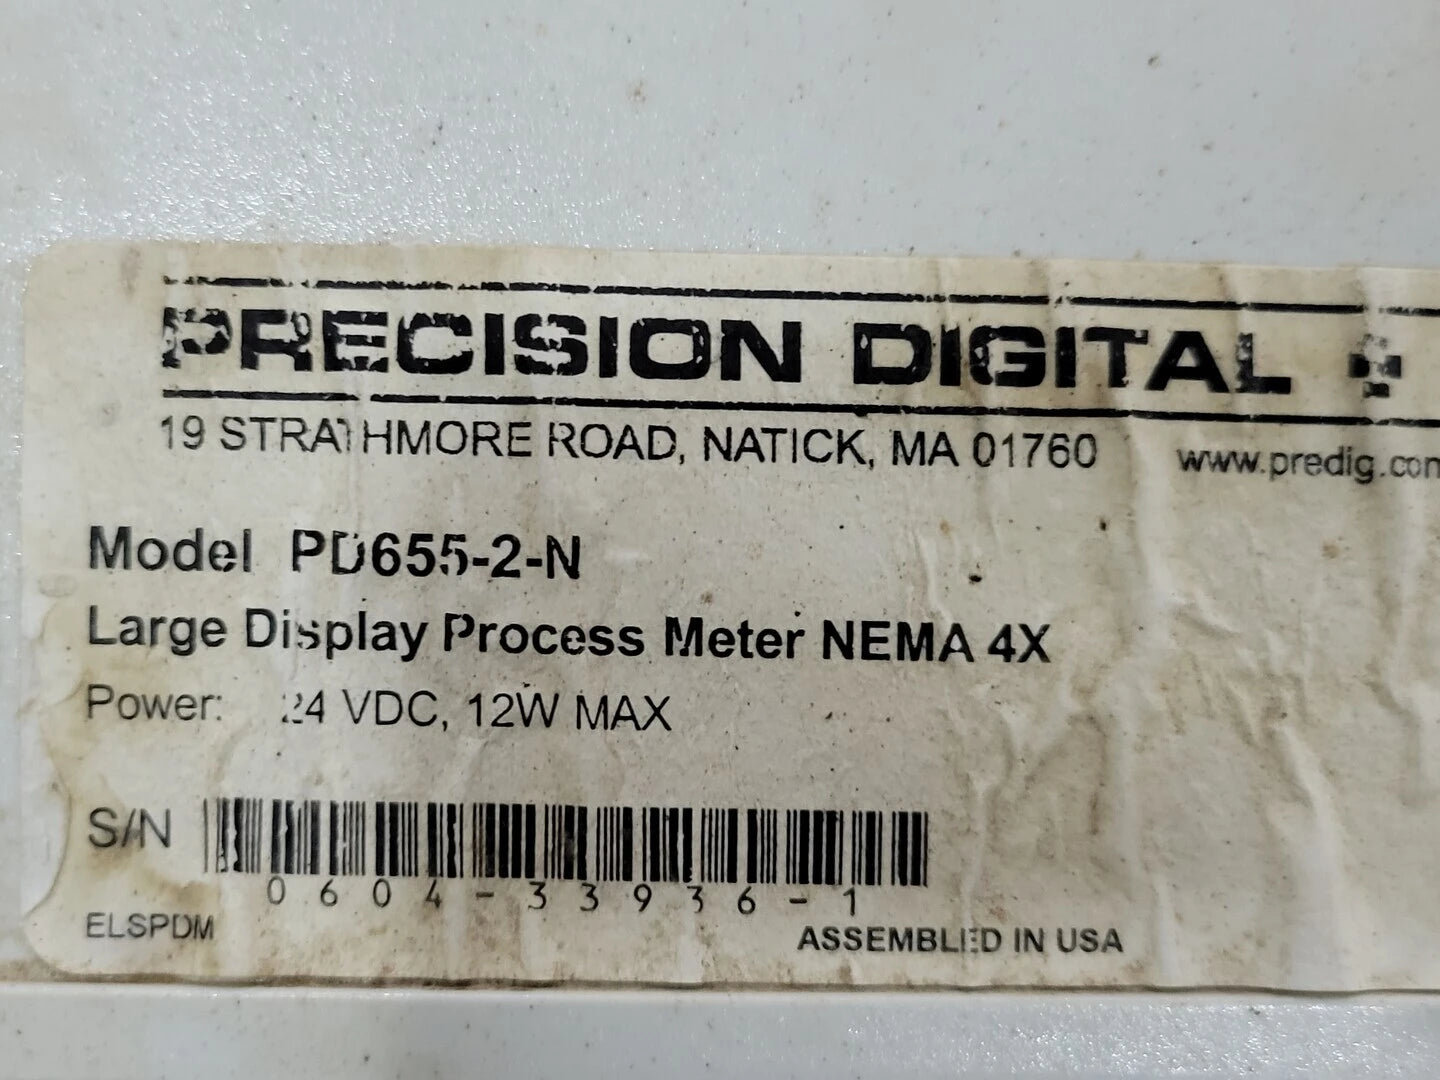 PRECISION DIGITAL
19 STRATHMORE ROAD, NATICK, MA 01760 www.predig.com
Model PD655-2-N
Large Display Process Meter NEMA 4X
Power: 24 VDC, 12W MAX
S/N
0604-33936-1
ELSPDM ASSEMBLED IN USA